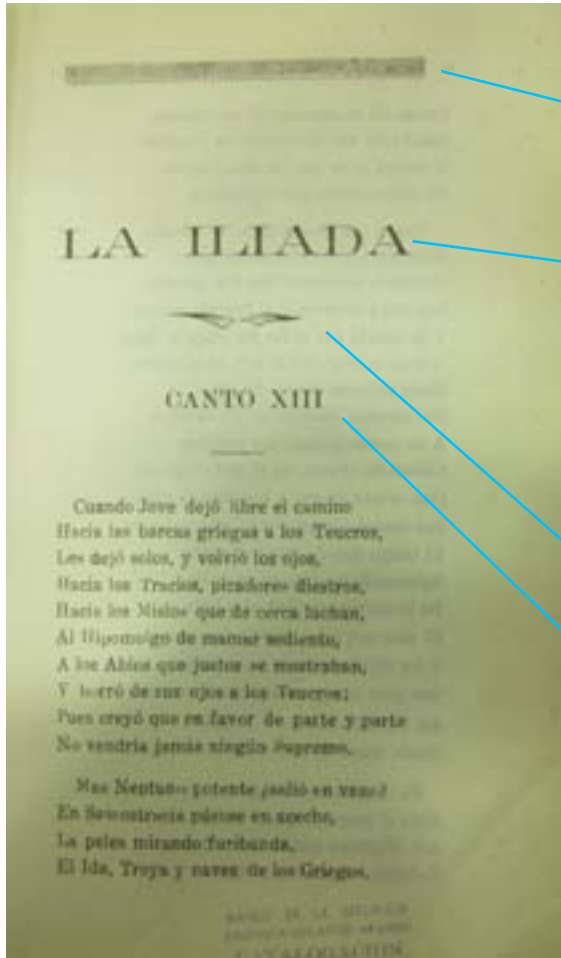 LA ILIADA
CANTO XIII
Cuando Jove dejó libre el camino
Hacia las barcas griegas a los Teucros,
Les dejó solos, y volvió los ojos,
Hacia los Tracios, picadores diestros,
Hacia los Misios que de cerca luchan,
Al Hipomolgo de mamar sediento,
A los Abios que justos se mostraban,
Y borró de sus ojos a los Teucros;
Pues creyó que en favor de parte y parte
No vendría jamás ningún Supremo.
Mas Neptuno potente ¿salió en vano?
En Samotracia púsose en acecho,
La pelea mirando furibunda,
El Ida, Troya y naves de los Griegos,
CATALOGACION